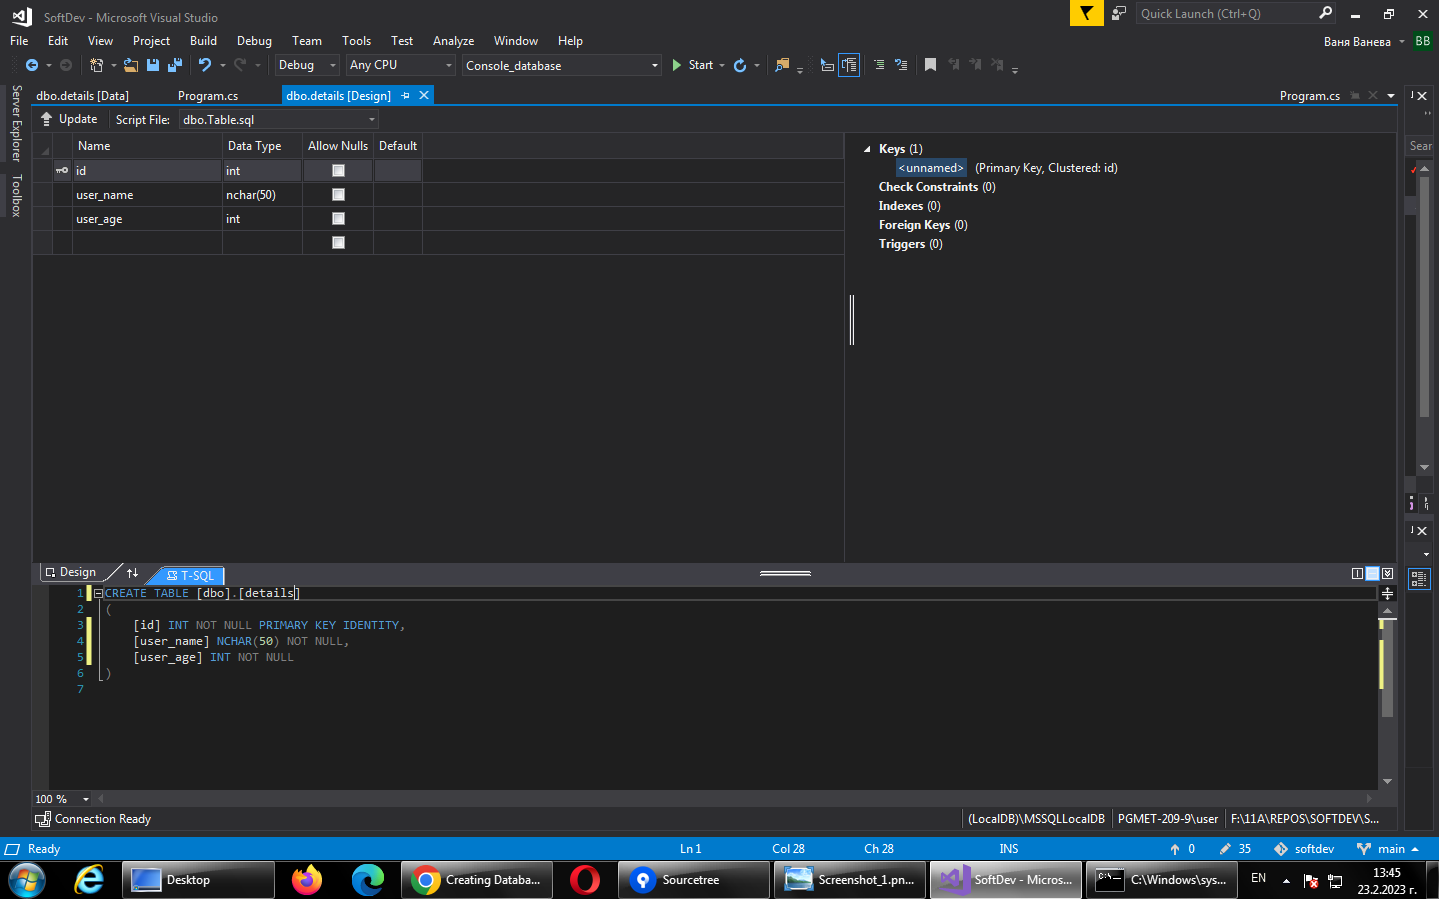 SoftDev - Microsoft Visual Studio
Quick Launch (Ctrl+Q)
File Edit View Project Build Debug Team Tools Test Analyze Window Help
Ваня Ванева BB
Debug Any CPU Console_database Start
Server Explorer
Toolbox
dbo.details [Data] Program.cs dbo.details [Design] Program.cs
Update Script File: dbo.Table.sql
Name Data Type Allow Nulls Default
id int
user_name nchar(50)
user_age int
Keys (1)
<unnamed> (Primary Key, Clustered: id)
Check Constraints (0)
Indexes (0)
Foreign Keys (0)
Triggers (0)
Sear
Design T-SQL
1 CREATE TABLE [dbo].[details]
2 (
3 [id] INT NOT NULL PRIMARY KEY IDENTITY,
4 [user_name] NCHAR(50) NOT NULL,
5 [user_age] INT NOT NULL
6 )
7
100 %
Connection Ready (LocalDB)\MSSQLLocalDB PGMET-209-9\user F:\11A\REPOS\SOFTDEV\S...
Ready Ln 1 Col 28 Ch 28 INS 0 35 softdev main
Desktop Creating Databa... Sourcetree Screenshot_1.pn... SoftDev - Micros... C:\Windows\sys... EN 13:45
23.2.2023 г.